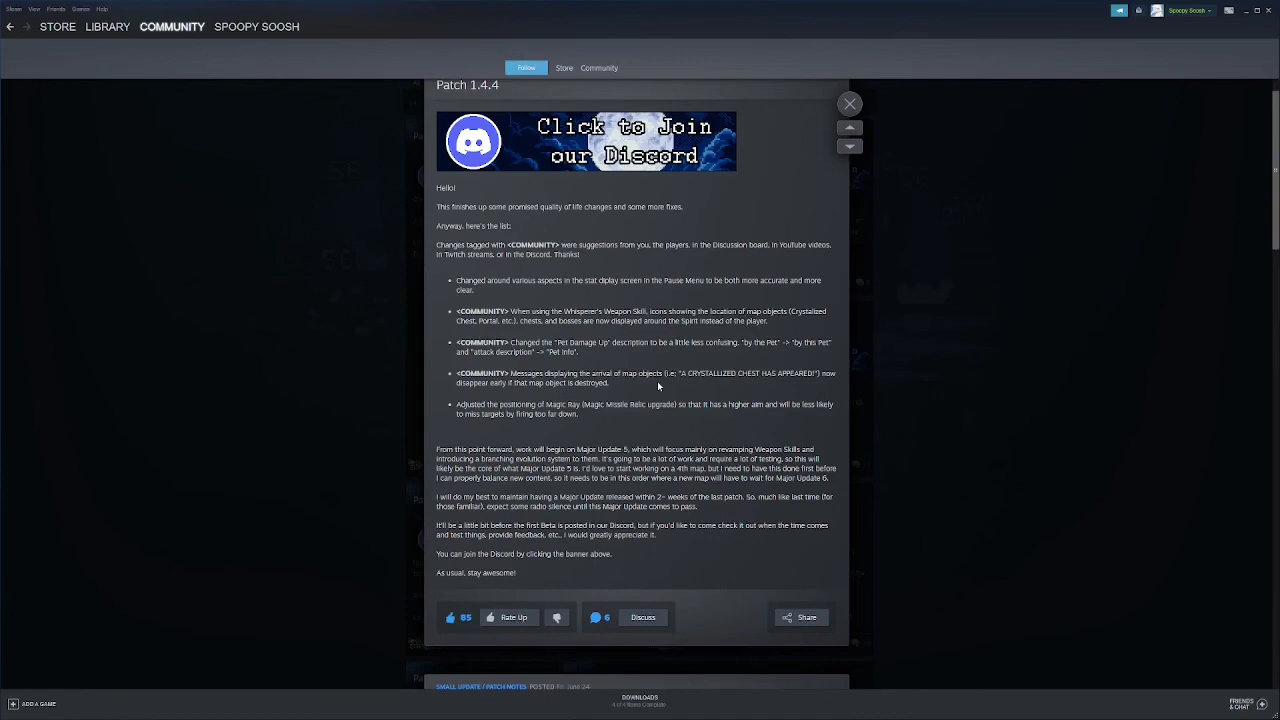 Steam View Friends Games Help
Spoopy Soosh
STORE LIBRARY COMMUNITY SPOOPY SOOSH
Follow Store Community
Patch 1.4.4
Click to Join
our Discord
Hello!
This finishes up some promised quality of life changes and some more fixes.
Anyway, here's the list:
Changes tagged with <COMMUNITY> were suggestions from you, the players, in the Discussion board, in YouTube videos,
in Twitch streams, or in the Discord. Thanks!
• Changed around various aspects in the stat diplay screen in the Pause Menu to be both more accurate and more
clear.
• <COMMUNITY> When using the Whisperer's Weapon Skill, icons showing the location of map objects (Crystalized
Chest, Portal, etc.), chests, and bosses are now displayed around the Spirit instead of the player.
• <COMMUNITY> Changed the "Pet Damage Up" description to be a little less confusing. "by the Pet" -> "by this Pet"
and "attack description" -> "Pet Info".
• <COMMUNITY> Messages displaying the arrival of map objects (i.e; "A CRYSTALLIZED CHEST HAS APPEARED!") now
disappear early if that map object is destroyed.
• Adjusted the positioning of Magic Ray (Magic Missile Relic upgrade) so that it has a higher aim and will be less likely
to miss targets by firing too far down.
From this point forward, work will begin on Major Update 5, which will focus mainly on revamping Weapon Skills and
introducing a branching evolution system to them. It's going to be a lot of work and require a lot of testing, so this will
likely be the core of what Major Update 5 is. I'd love to start working on a 4th map, but I need to have this done first before
I can properly balance new content, so it needs to be in this order where a new map will have to wait for Major Update 6.
I will do my best to maintain having a Major Update released within 2~ weeks of the last patch. So, much like last time (for
those familiar), expect some radio silence until this Major Update comes to pass.
It'll be a little bit before the first Beta is posted in our Discord, but if you'd like to come check it out when the time comes
and test things, provide feedback, etc., I would greatly appreciate it.
You can join the Discord by clicking the banner above.
As usual, stay awesome!
85 Rate Up 6 Discuss Share
SMALL UPDATE / PATCH NOTES POSTED Fri, June 24
ADD A GAME
DOWNLOADS
4 of 4 Items Complete
FRIENDS
& CHAT